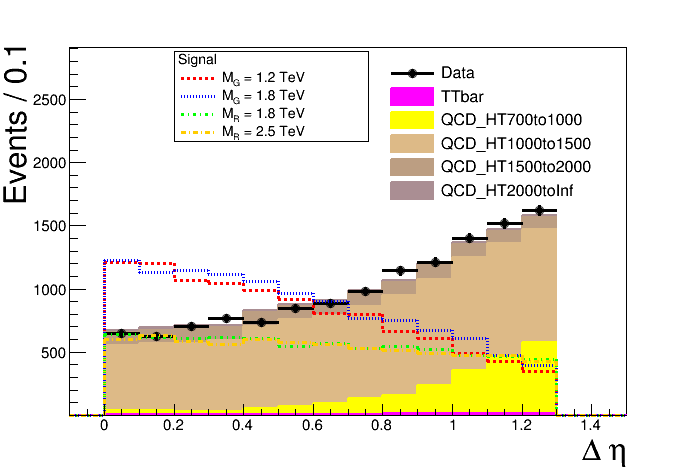 Events / 0.1
2500
2000
1500
1000
500
Signal
M_G = 1.2 TeV
M_G = 1.8 TeV
M_R = 1.8 TeV
M_R = 2.5 TeV
Data
TTbar
QCD_HT700to1000
QCD_HT1000to1500
QCD_HT1500to2000
QCD_HT2000toInf
0 0.2 0.4 0.6 0.8 1 1.2 1.4
Δ η